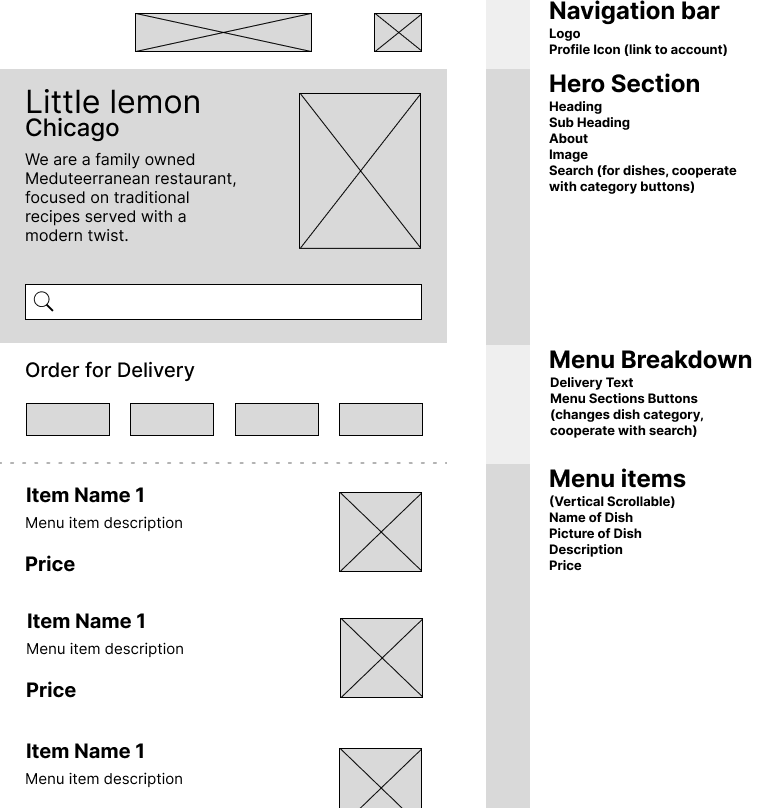 Little lemon
Chicago
We are a family owned
Meduteerranean restaurant,
focused on traditional
recipes served with a
modern twist.
Order for Delivery
Item Name 1
Menu item description
Price
Item Name 1
Menu item description
Price
Item Name 1
Menu item description
Navigation bar
Logo
Profile Icon (link to account)
Hero Section
Heading
Sub Heading
About
Image
Search (for dishes, cooperate
with category buttons)
Menu Breakdown
Delivery Text
Menu Sections Buttons
(changes dish category,
cooperate with search)
Menu items
(Vertical Scrollable)
Name of Dish
Picture of Dish
Description
Price